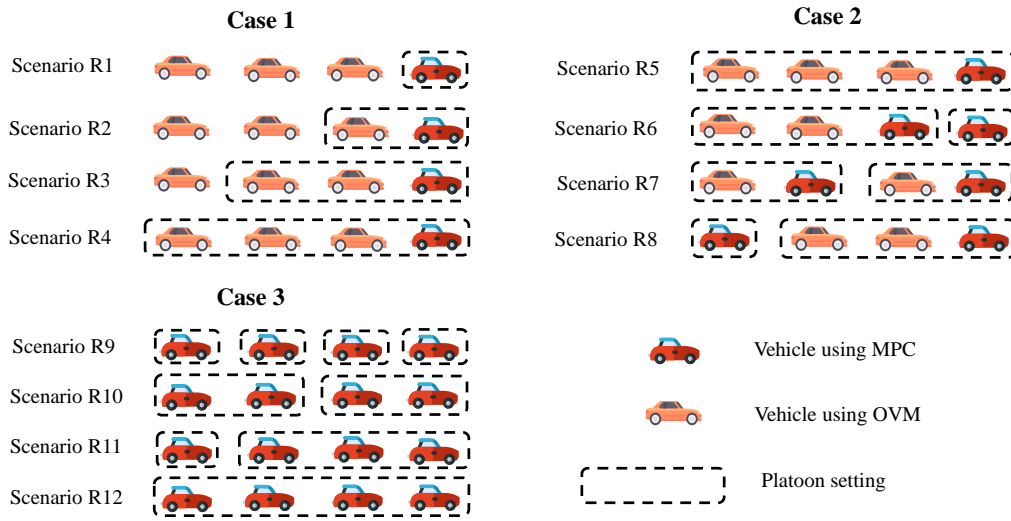 Case 1
Scenario R1
Scenario R2
Scenario R3
Scenario R4
Case 2
Scenario R5
Scenario R6
Scenario R7
Scenario R8
Case 3
Scenario R9
Scenario R10
Scenario R11
Scenario R12
Vehicle using MPC
Vehicle using OVM
Platoon setting